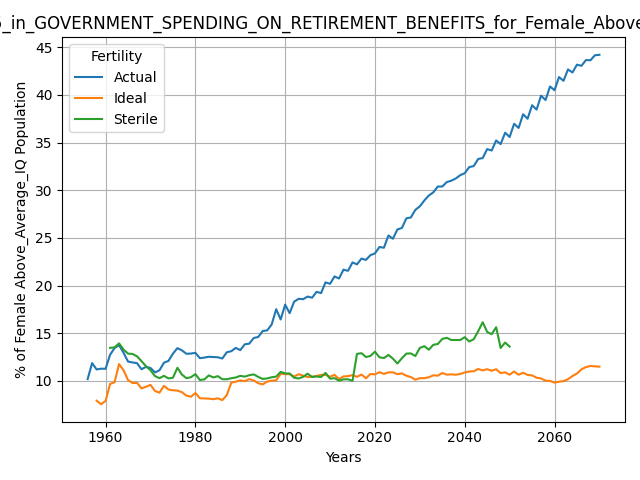 _in_GOVERNMENT_SPENDING_ON_RETIREMENT_BENEFITS_for_Female_Above
Fertility
Actual
Ideal
Sterile
% of Female Above_Average_IQ Population
45
40
35
30
25
20
15
10
1960
1980
2000
2020
2040
2060
Years